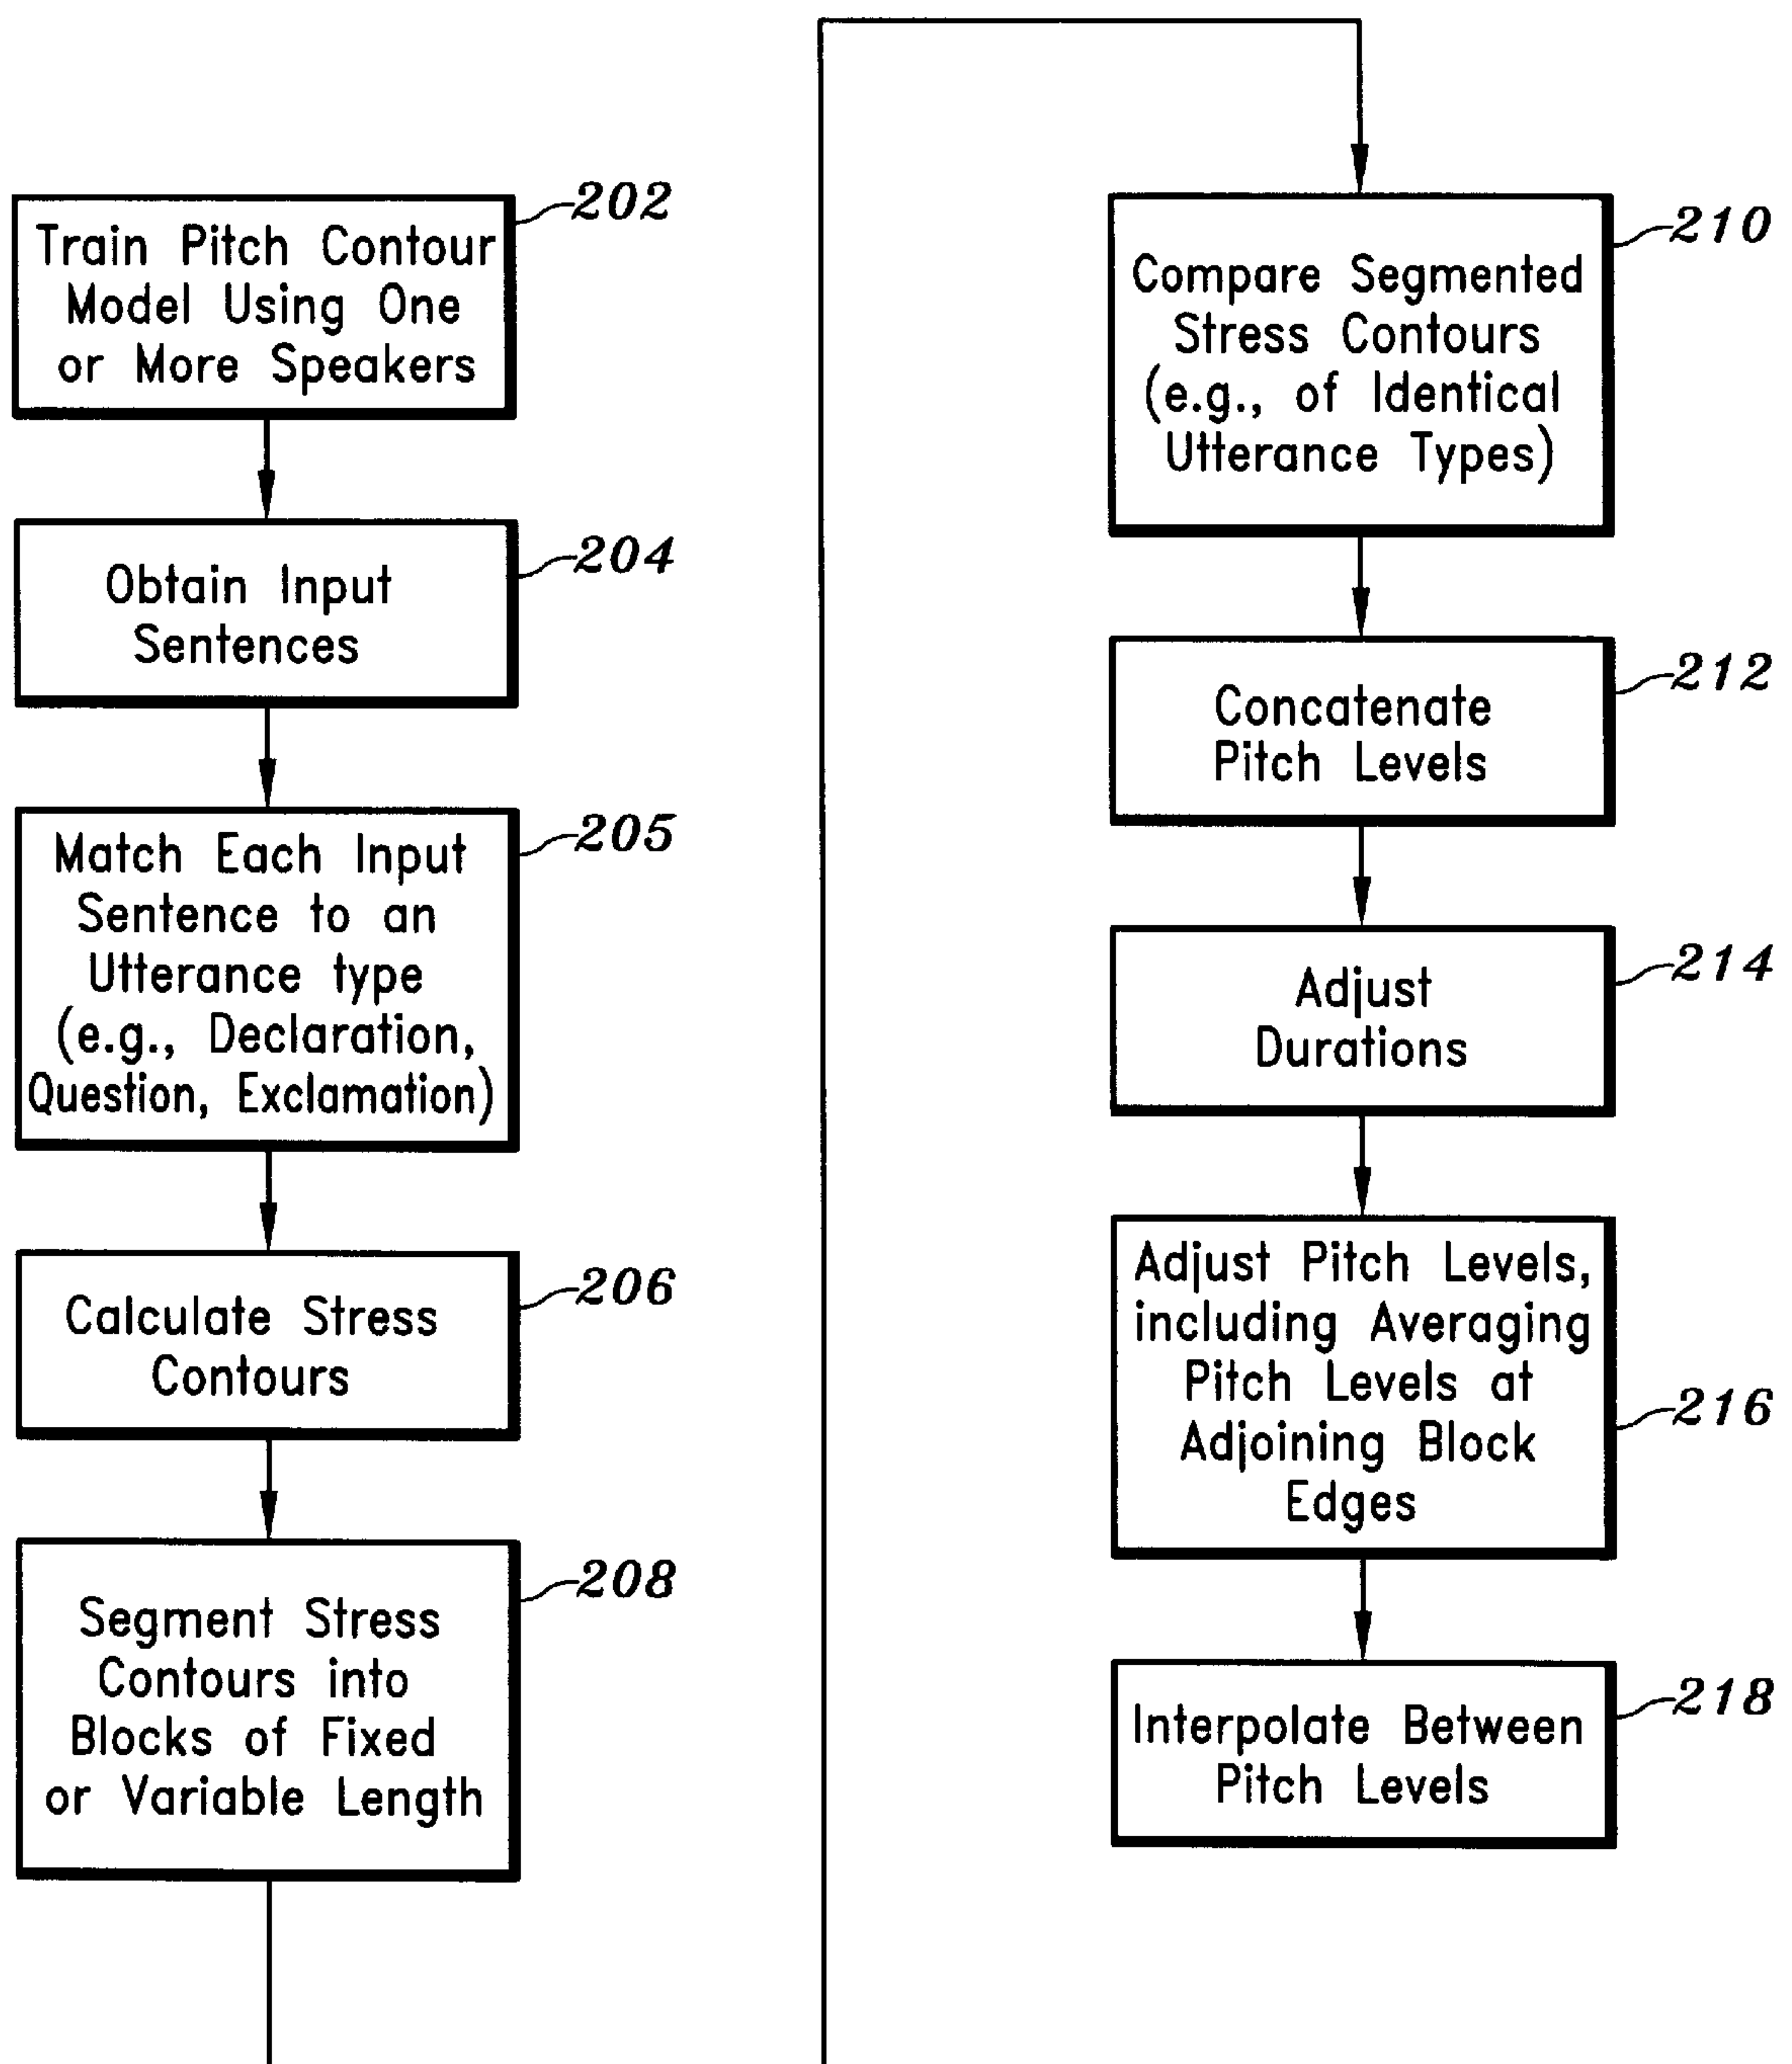 202
Train Pitch Contour
Model Using One
or More Speakers
204
Obtain Input
Sentences
205
Match Each Input
Sentence to an
Utterance type
(e.g., Declaration,
Question, Exclamation)
206
Calculate Stress
Contours
208
Segment Stress
Contours into
Blocks of Fixed
or Variable Length
210
Compare Segmented
Stress Contours
(e.g., of Identical
Utterance Types)
212
Concatenate
Pitch Levels
214
Adjust
Durations
216
Adjust Pitch Levels,
including Averaging
Pitch Levels at
Adjoining Block
Edges
218
Interpolate Between
Pitch Levels